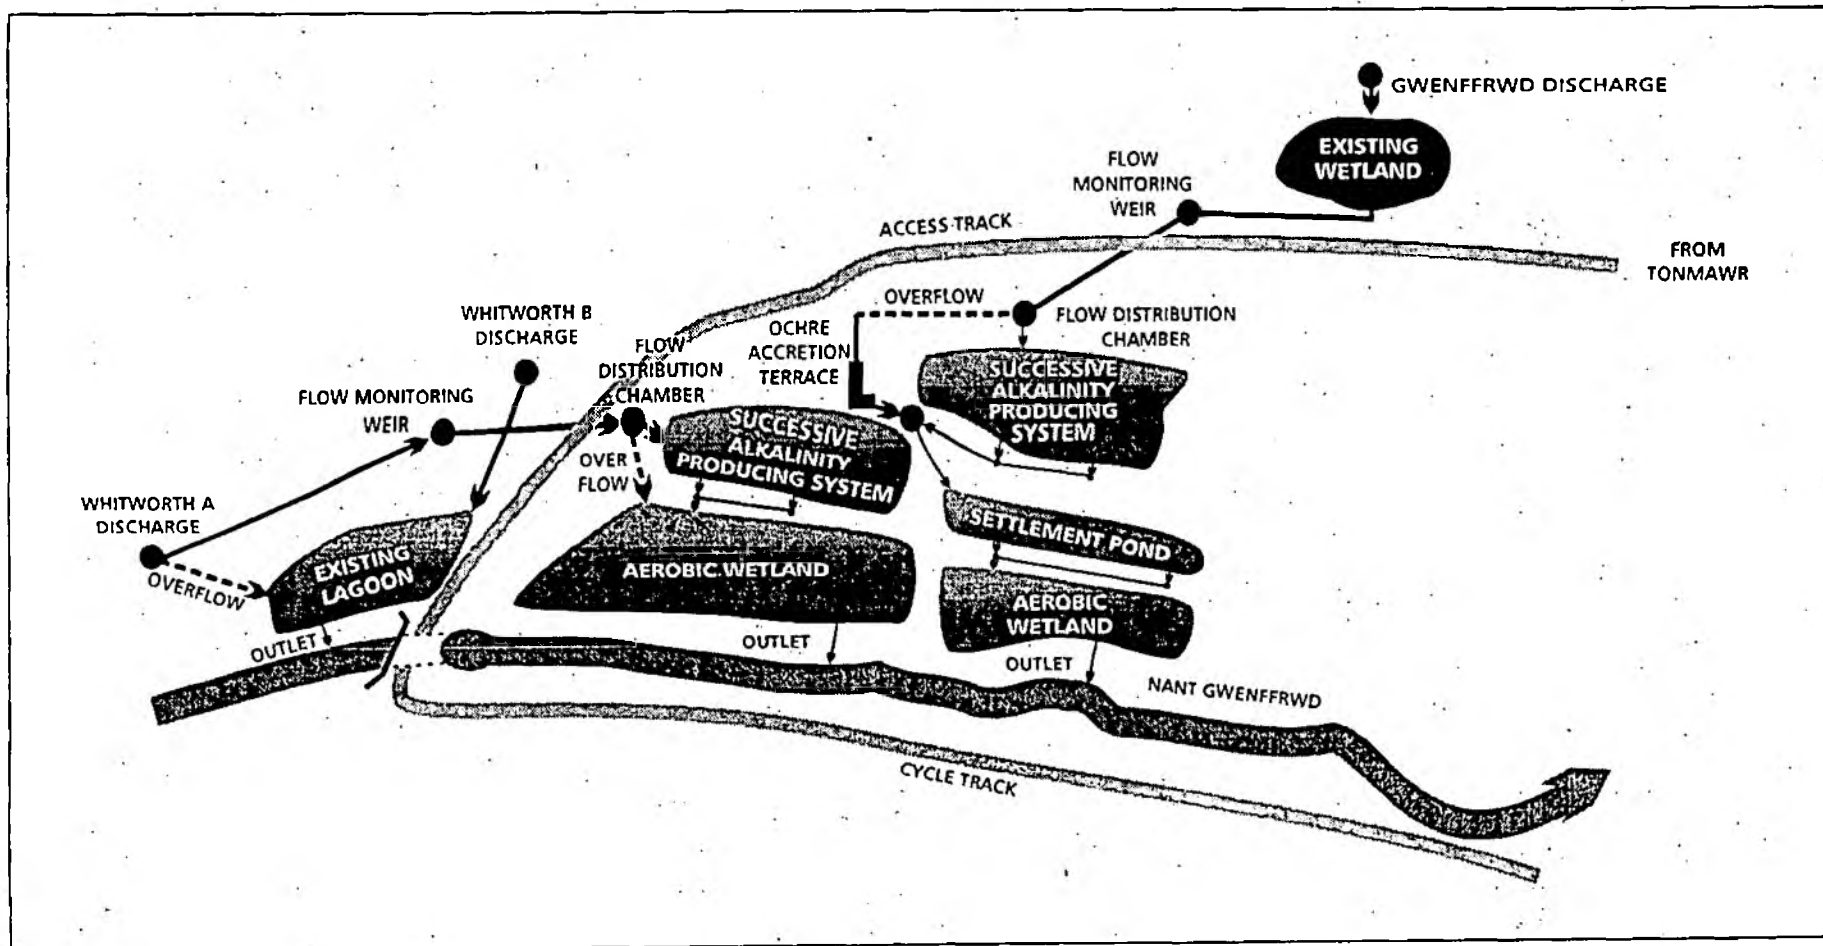 GWENFFRWD DISCHARGE
EXISTING
WETLAND
FLOW
MONITORING
WEIR
ACCESS TRACK
FROM
TONMAWR
OVERFLOW
FLOW DISTRIBUTION
CHAMBER
WHITWORTH B
DISCHARGE
OCHRE
ACCRETION
TERRACE
FLOW
DISTRIBUTION
CHAMBER
SUCCESSIVE
ALKALINITY
PRODUCING
SYSTEM
FLOW MONITORING
WEIR
SUCCESSIVE
ALKALINITY
PRODUCING SYSTEM
OVER
FLOW
WHITWORTH A
DISCHARGE
SETTLEMENT POND
EXISTING
LAGOON
OVERFLOW
AEROBIC WETLAND
AEROBIC
WETLAND
OUTLET
OUTLET
OUTLET
NANT GWENFFRWD
CYCLE TRACK